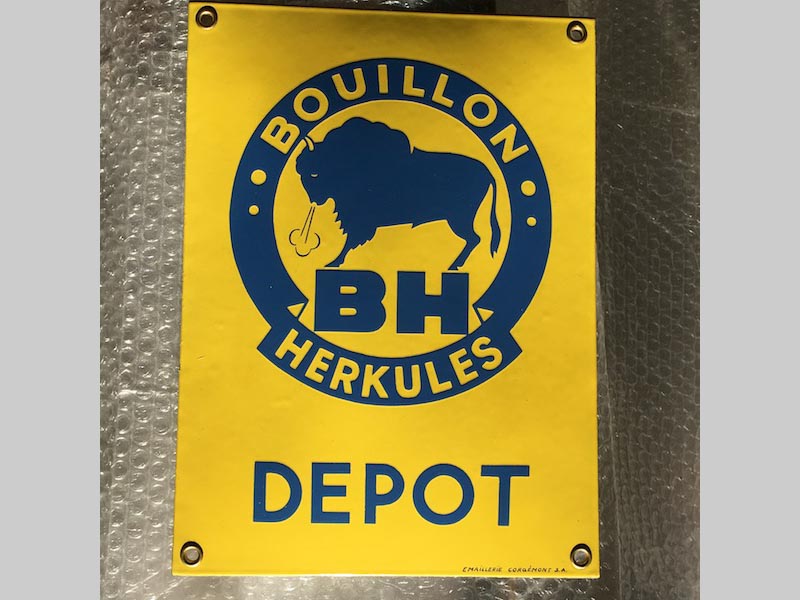 BOUILLON
BH
HERKULES
DEPOT
EMAILLERIE CORGÉMONT S.A.